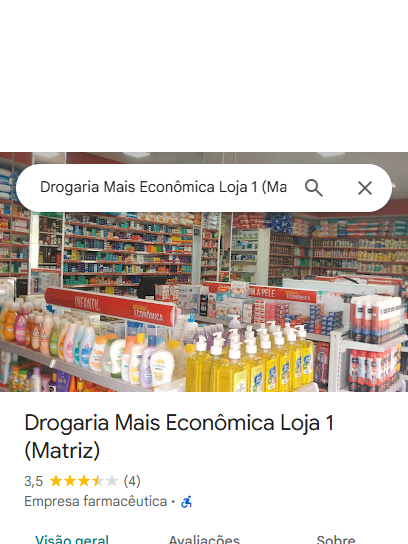 Drogaria Mais Econômica Loja 1 (Ma
INFANTIL
ECONÔMICA
M A PELE
Drogaria Mais Econômica Loja 1
(Matriz)
3,5 (4)
Empresa farmacêutica ·
Visão geral Avaliações Sobre